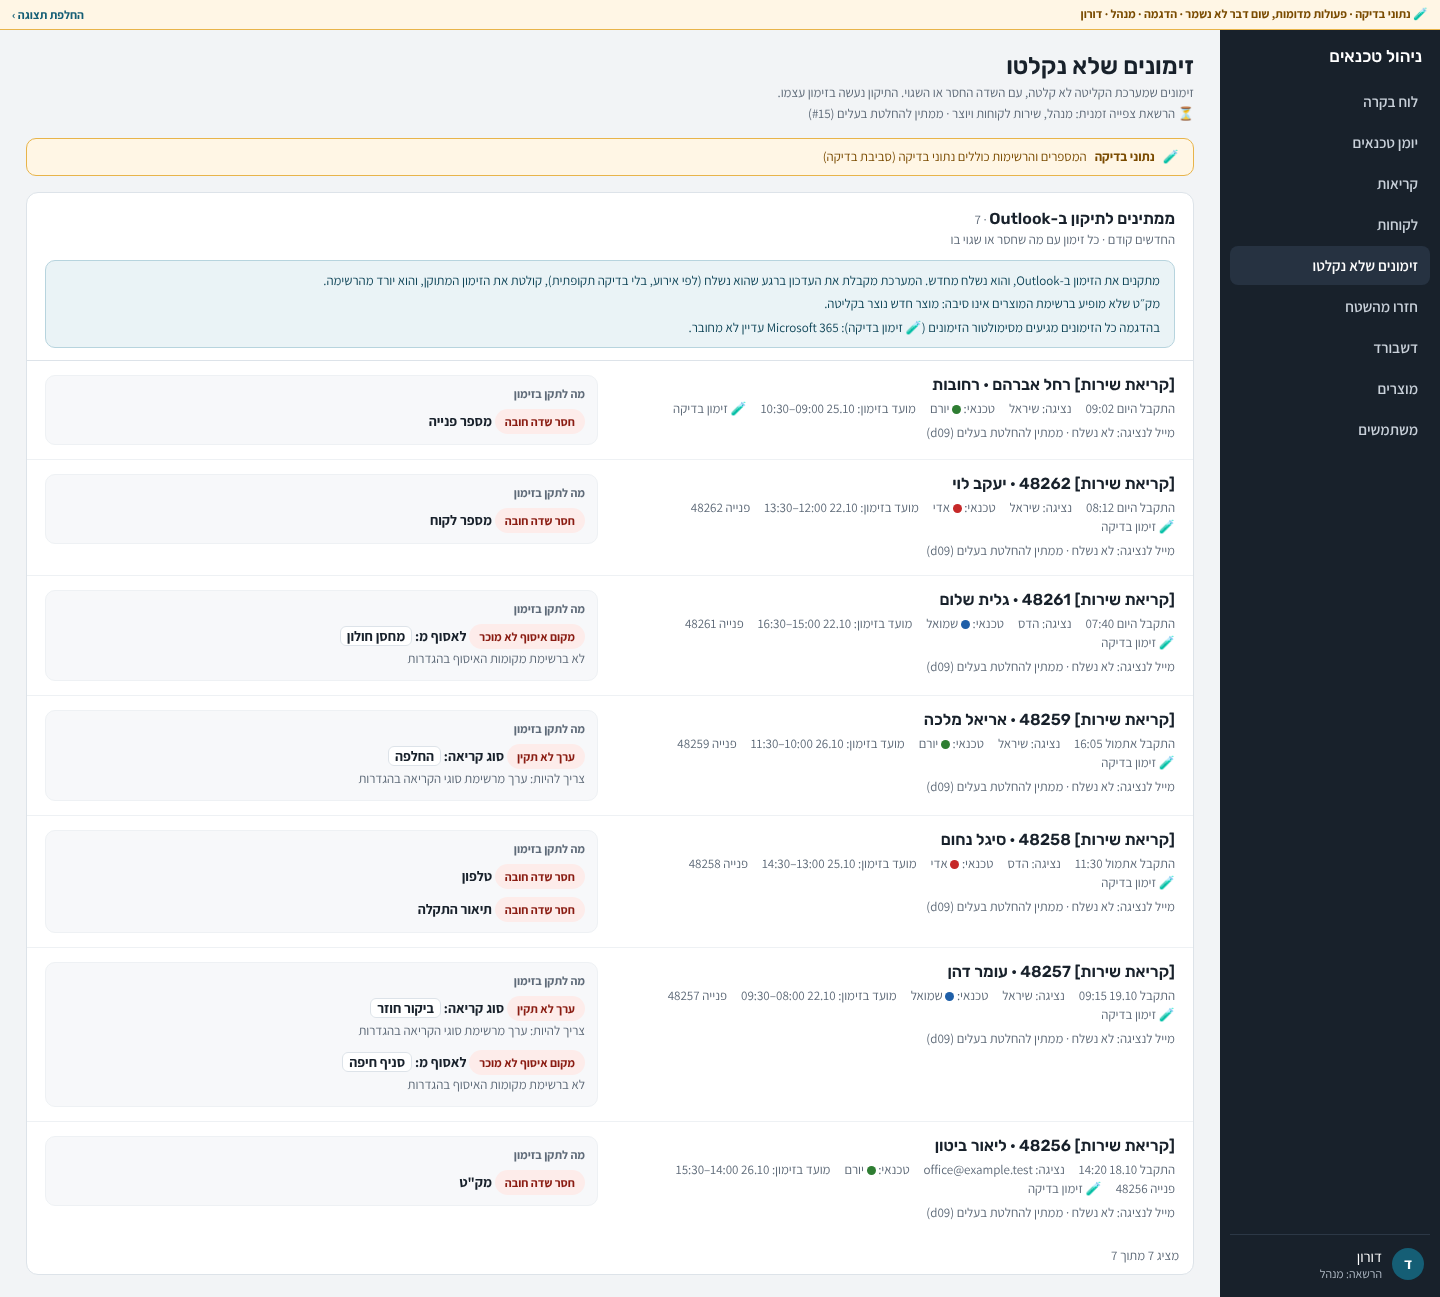 🧪 נתוני בדיקה · פעולות מדומות, שום דבר לא נשמר · הדגמה · מנהל · דורון
החלפת תצוגה ‹
ניהול טכנאים
לוח בקרה
יומן טכנאים
קריאות
לקוחות
זימונים שלא נקלטו
חזרו מהשטח
דשבורד
מוצרים
משתמשים
ד
דורון
הרשאה: מנהל
זימונים שלא נקלטו
זימונים שמערכת הקליטה לא קלטה, עם השדה החסר או השגוי. התיקון נעשה בזימון עצמו.
⏳ הרשאת צפייה זמנית: מנהל, שירות לקוחות ויוצר · ממתין להחלטת בעלים (#15)
🧪 נתוני בדיקה המספרים והרשימות כוללים נתוני בדיקה (סביבת בדיקה)
ממתינים לתיקון ב-Outlook · 7
החדשים קודם · כל זימון עם מה שחסר או שגוי בו
מתקנים את הזימון ב-Outlook, והוא נשלח מחדש. המערכת מקבלת את העדכון ברגע שהוא נשלח (לפי אירוע, בלי בדיקה תקופתית), קולטת את הזימון המתוקן, והוא יורד מהרשימה.
מק״ט שלא מופיע ברשימת המוצרים אינו סיבה: מוצר חדש נוצר בקליטה.
בהדגמה כל הזימונים מגיעים מסימולטור הזימונים (🧪 זימון בדיקה): Microsoft 365 עדיין לא מחובר.
[קריאת שירות] רחל אברהם • רחובות
התקבל היום 09:02 נציגה: שיראל טכנאי: יורם מועד בזימון: 25.10 09:00–10:30 🧪 זימון בדיקה
מייל לנציגה: לא נשלח · ממתין להחלטת בעלים (d09)
מה לתקן בזימון
חסר שדה חובה מספר פנייה
[קריאת שירות] 48262 • יעקב לוי
התקבל היום 08:12 נציגה: שיראל טכנאי: אדי מועד בזימון: 22.10 12:00–13:30 פנייה 48262
🧪 זימון בדיקה
מייל לנציגה: לא נשלח · ממתין להחלטת בעלים (d09)
מה לתקן בזימון
חסר שדה חובה מספר לקוח
[קריאת שירות] 48261 • גלית שלום
התקבל היום 07:40 נציגה: הדס טכנאי: שמואל מועד בזימון: 22.10 15:00–16:30 פנייה 48261
🧪 זימון בדיקה
מייל לנציגה: לא נשלח · ממתין להחלטת בעלים (d09)
מה לתקן בזימון
מקום איסוף לא מוכר לאסוף מ: מחסן חולון
לא ברשימת מקומות האיסוף בהגדרות
[קריאת שירות] 48259 • אריאל מלכה
התקבל אתמול 16:05 נציגה: שיראל טכנאי: יורם מועד בזימון: 26.10 10:00–11:30 פנייה 48259
🧪 זימון בדיקה
מייל לנציגה: לא נשלח · ממתין להחלטת בעלים (d09)
מה לתקן בזימון
ערך לא תקין סוג קריאה: החלפה
צריך להיות: ערך מרשימת סוגי הקריאה בהגדרות
[קריאת שירות] 48258 • סיגל נחום
התקבל אתמול 11:30 נציגה: הדס טכנאי: אדי מועד בזימון: 25.10 13:00–14:30 פנייה 48258
🧪 זימון בדיקה
מייל לנציגה: לא נשלח · ממתין להחלטת בעלים (d09)
מה לתקן בזימון
חסר שדה חובה טלפון
חסר שדה חובה תיאור התקלה
[קריאת שירות] 48257 • עומר דהן
התקבל 19.10 09:15 נציגה: שיראל טכנאי: שמואל מועד בזימון: 22.10 08:00–09:30 פנייה 48257
🧪 זימון בדיקה
מייל לנציגה: לא נשלח · ממתין להחלטת בעלים (d09)
מה לתקן בזימון
ערך לא תקין סוג קריאה: ביקור חוזר
צריך להיות: ערך מרשימת סוגי הקריאה בהגדרות
מקום איסוף לא מוכר לאסוף מ: סניף חיפה
לא ברשימת מקומות האיסוף בהגדרות
[קריאת שירות] 48256 • ליאור ביטון
התקבל 18.10 14:20 נציגה: office@example.test טכנאי: יורם מועד בזימון: 26.10 14:00–15:30
פנייה 48256 🧪 זימון בדיקה
מייל לנציגה: לא נשלח · ממתין להחלטת בעלים (d09)
מה לתקן בזימון
חסר שדה חובה מק"ט
מציג 7 מתוך 7